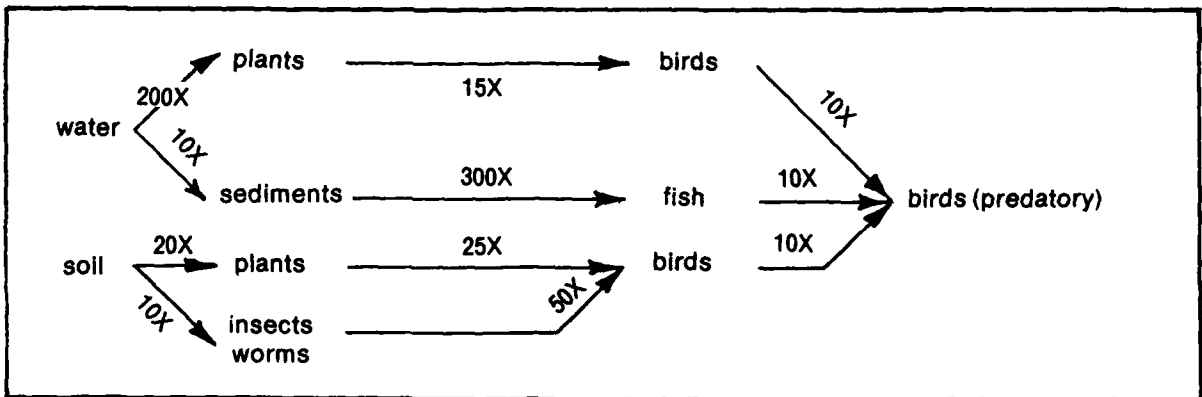 plants
birds
200X
15X
10X
water
10X
sediments
300X
fish
10X
birds (predatory)
soil
20X
plants
25X
birds
10X
10X
50X
insects
worms